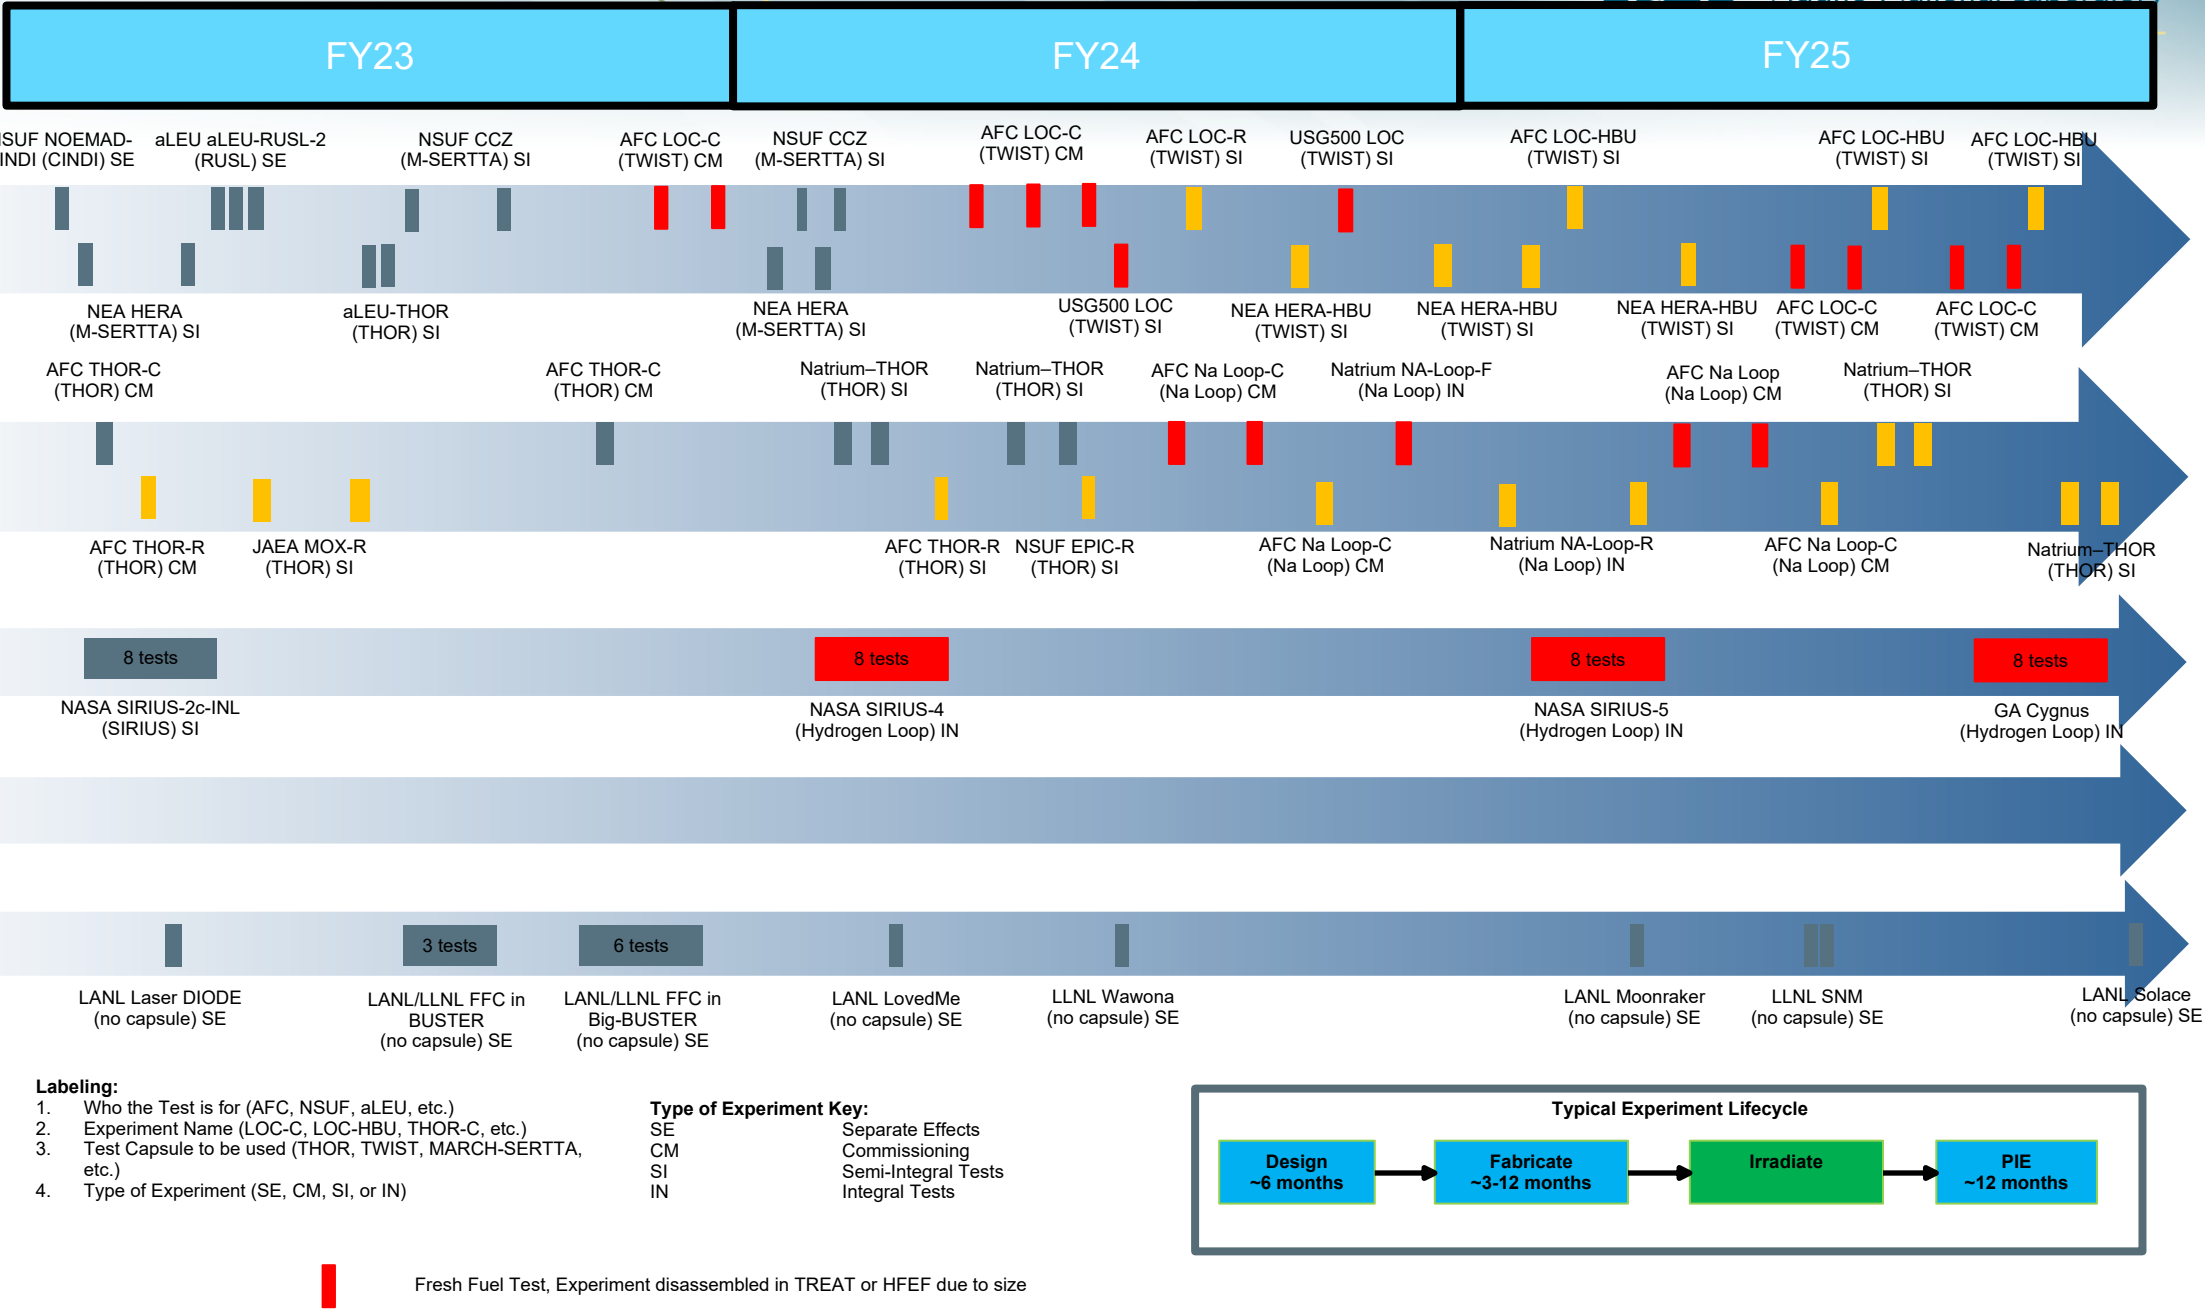 FY23
FY24
FY25
NSUF NOEMAD-
CINDI (CINDI) SE
aLEU aLEU-RUSL-2
(RUSL) SE
NSUF CCZ
(M-SERTTA) SI
AFC LOC-C
(TWIST) CM
NSUF CCZ
(M-SERTTA) SI
AFC LOC-C
(TWIST) CM
AFC LOC-R
(TWIST) SI
USG500 LOC
(TWIST) SI
AFC LOC-HBU
(TWIST) SI
AFC LOC-HBU
(TWIST) SI
AFC LOC-HBU
(TWIST) SI
NEA HERA
(M-SERTTA) SI
aLEU-THOR
(THOR) SI
NEA HERA
(M-SERTTA) SI
USG500 LOC
(TWIST) SI
NEA HERA-HBU
(TWIST) SI
NEA HERA-HBU
(TWIST) SI
NEA HERA-HBU
(TWIST) SI
AFC LOC-C
(TWIST) CM
AFC LOC-C
(TWIST) CM
AFC THOR-C
(THOR) CM
AFC THOR-C
(THOR) CM
Natrium–THOR
(THOR) SI
Natrium–THOR
(THOR) SI
AFC Na Loop-C
(Na Loop) CM
Natrium NA-Loop-F
(Na Loop) IN
AFC Na Loop
(Na Loop) CM
Natrium–THOR
(THOR) SI
AFC THOR-R
(THOR) CM
JAEA MOX-R
(THOR) SI
AFC THOR-R
(THOR) SI
NSUF EPIC-R
(THOR) SI
AFC Na Loop-C
(Na Loop) CM
Natrium NA-Loop-R
(Na Loop) IN
AFC Na Loop-C
(Na Loop) CM
Natrium–THOR
(THOR) SI
8 tests
8 tests
8 tests
8 tests
NASA SIRIUS-2c-INL
(SIRIUS) SI
NASA SIRIUS-4
(Hydrogen Loop) IN
NASA SIRIUS-5
(Hydrogen Loop) IN
GA Cygnus
(Hydrogen Loop) IN
3 tests
6 tests
LANL Laser DIODE
(no capsule) SE
LANL/LLNL FFC in
BUSTER
(no capsule) SE
LANL/LLNL FFC in
Big-BUSTER
(no capsule) SE
LANL LovedMe
(no capsule) SE
LLNL Wawona
(no capsule) SE
LANL Moonraker
(no capsule) SE
LLNL SNM
(no capsule) SE
LANL Solace
(no capsule) SE
Labeling:
1. Who the Test is for (AFC, NSUF, aLEU, etc.)
2. Experiment Name (LOC-C, LOC-HBU, THOR-C, etc.)
3. Test Capsule to be used (THOR, TWIST, MARCH-SERTTA,
etc.)
4. Type of Experiment (SE, CM, SI, or IN)
Type of Experiment Key:
SE Separate Effects
CM Commissioning
SI Semi-Integral Tests
IN Integral Tests
Typical Experiment Lifecycle
Design
~6 months
Fabricate
~3-12 months
Irradiate
PIE
~12 months
Fresh Fuel Test, Experiment disassembled in TREAT or HFEF due to size